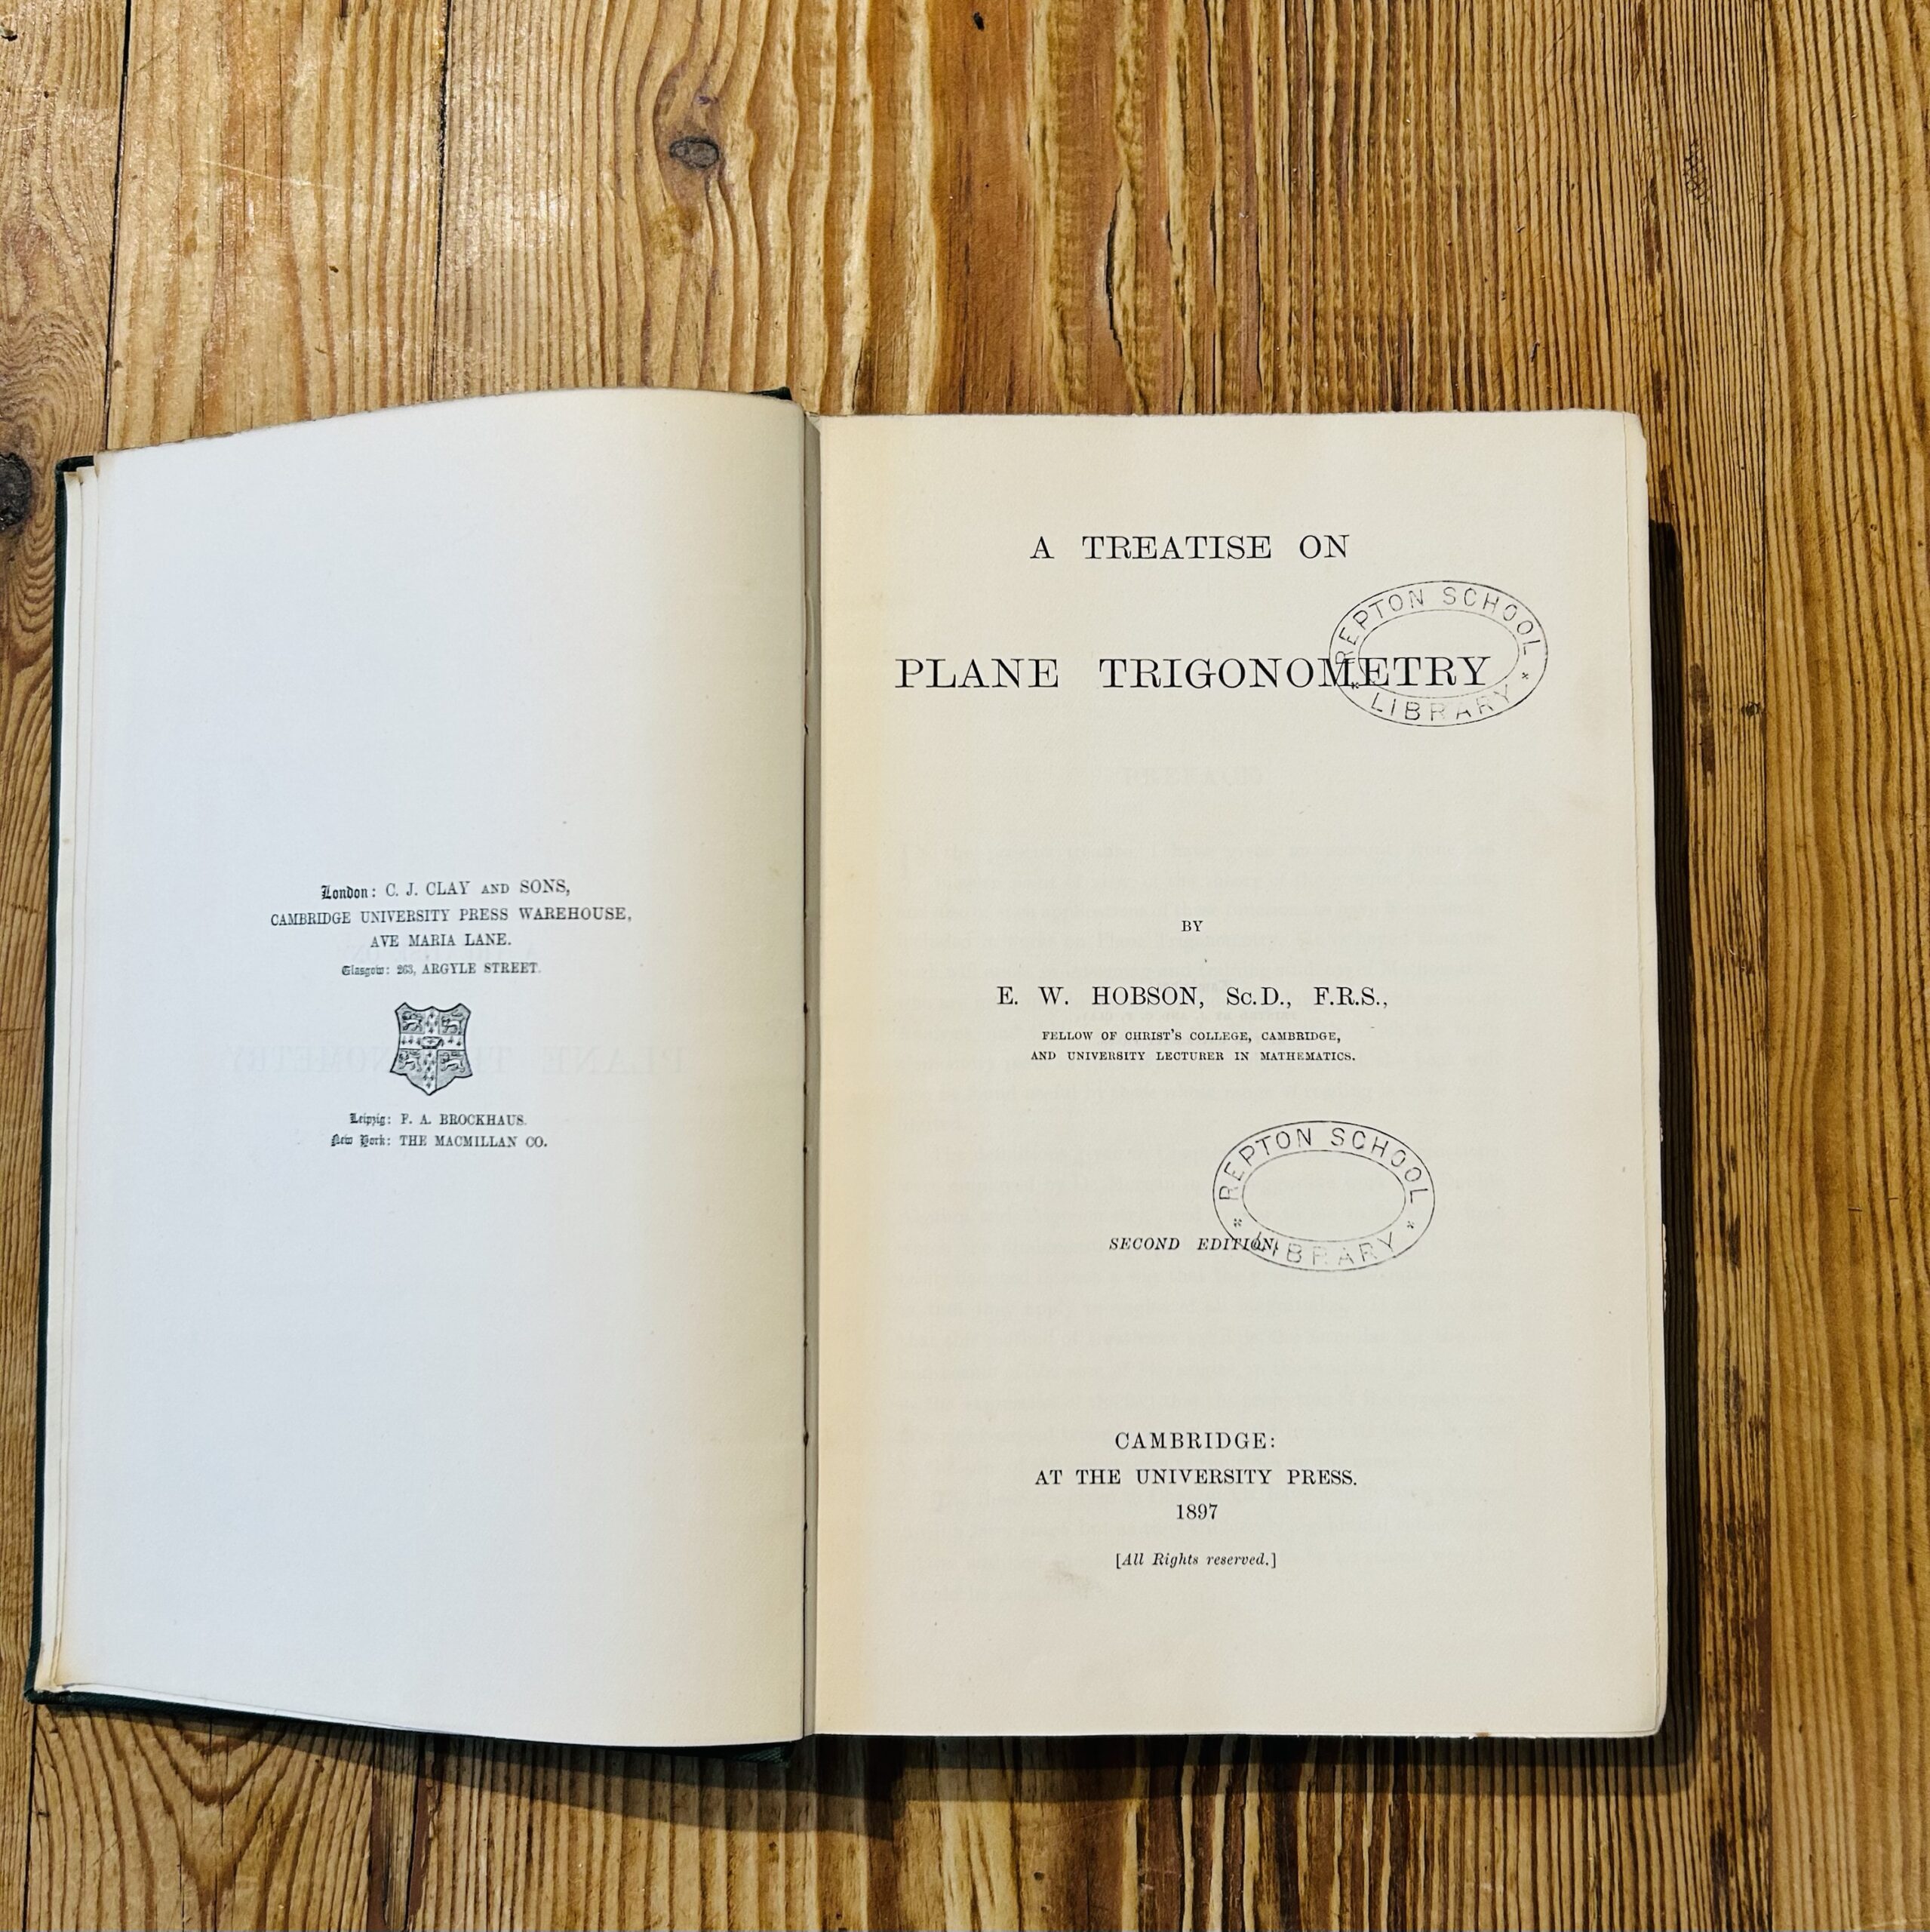 London: C. J. CLAY AND SONS,
CAMBRIDGE UNIVERSITY PRESS WAREHOUSE,
AVE MARIA LANE.
Glasgow: 263, ARGYLE STREET.
Leipzig: F. A. BROCKHAUS.
New York: THE MACMILLAN CO.
A TREATISE ON
PLANE TRIGONOMETRY
REPTON SCHOOL
LIBRARY
BY
E. W. HOBSON, Sc.D., F.R.S.,
FELLOW OF CHRIST'S COLLEGE, CAMBRIDGE,
AND UNIVERSITY LECTURER IN MATHEMATICS.
REPTON SCHOOL
LIBRARY
SECOND EDITION.
CAMBRIDGE:
AT THE UNIVERSITY PRESS.
1897
[All Rights reserved.]